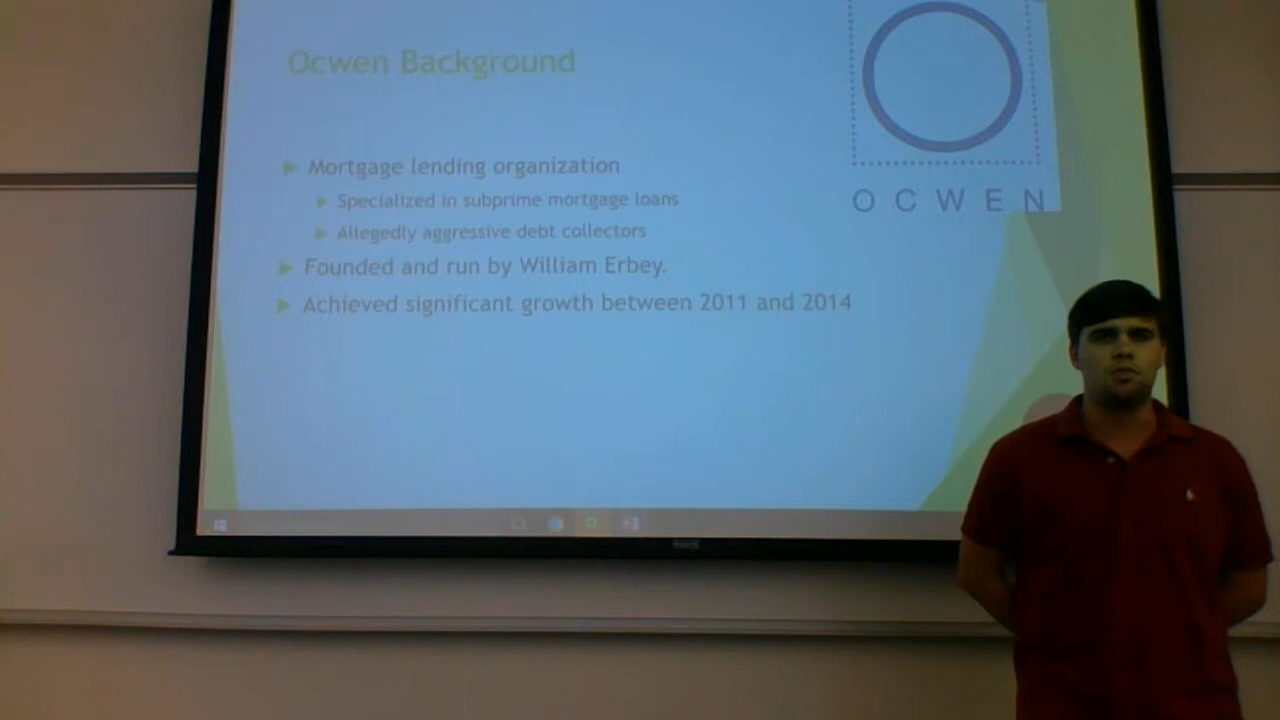 Ocwen Background
Mortgage lending organization
Specialized in subprime mortgage loans
Allegedly aggressive debt collectors
Founded and run by William Erbey.
Achieved significant growth between 2011 and 2014
OCWEN